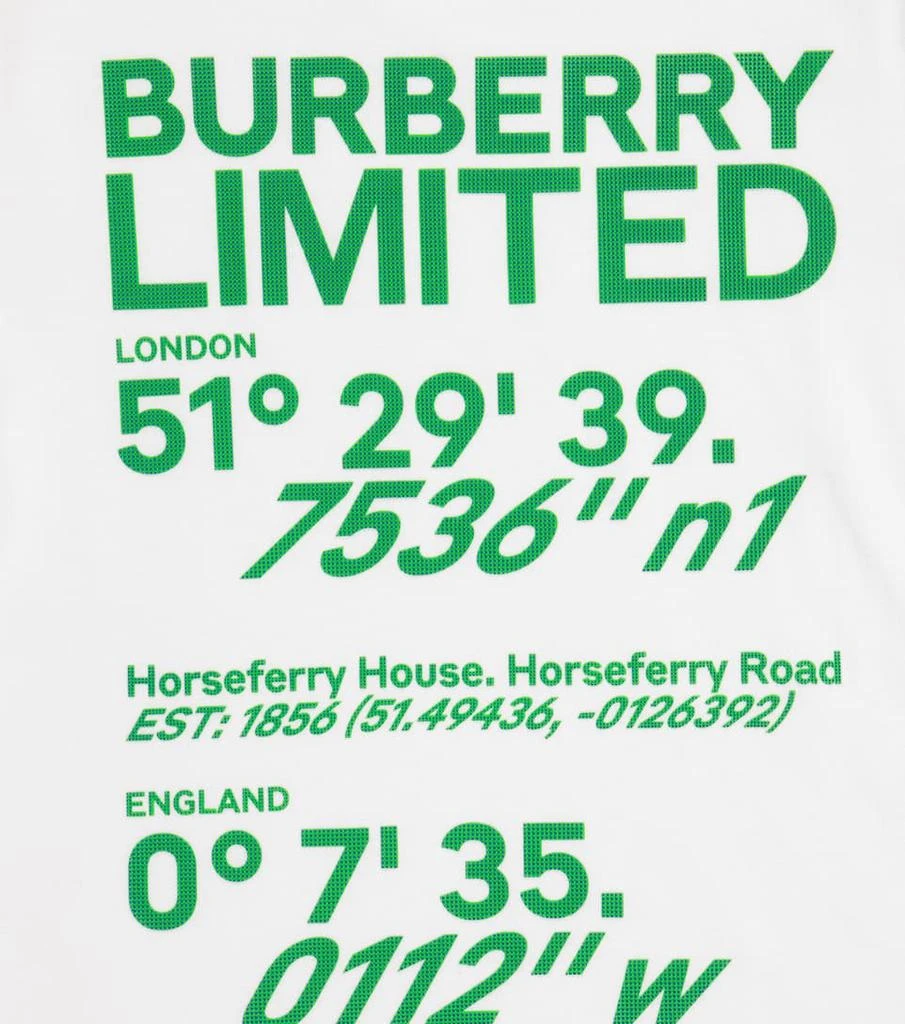 BURBERRY
LIMITED
LONDON
51° 29' 39.
7536" n1
Horseferry House. Horseferry Road
EST: 1856 (51.49436, -0126392)
ENGLAND
0° 7' 35.
0112" w